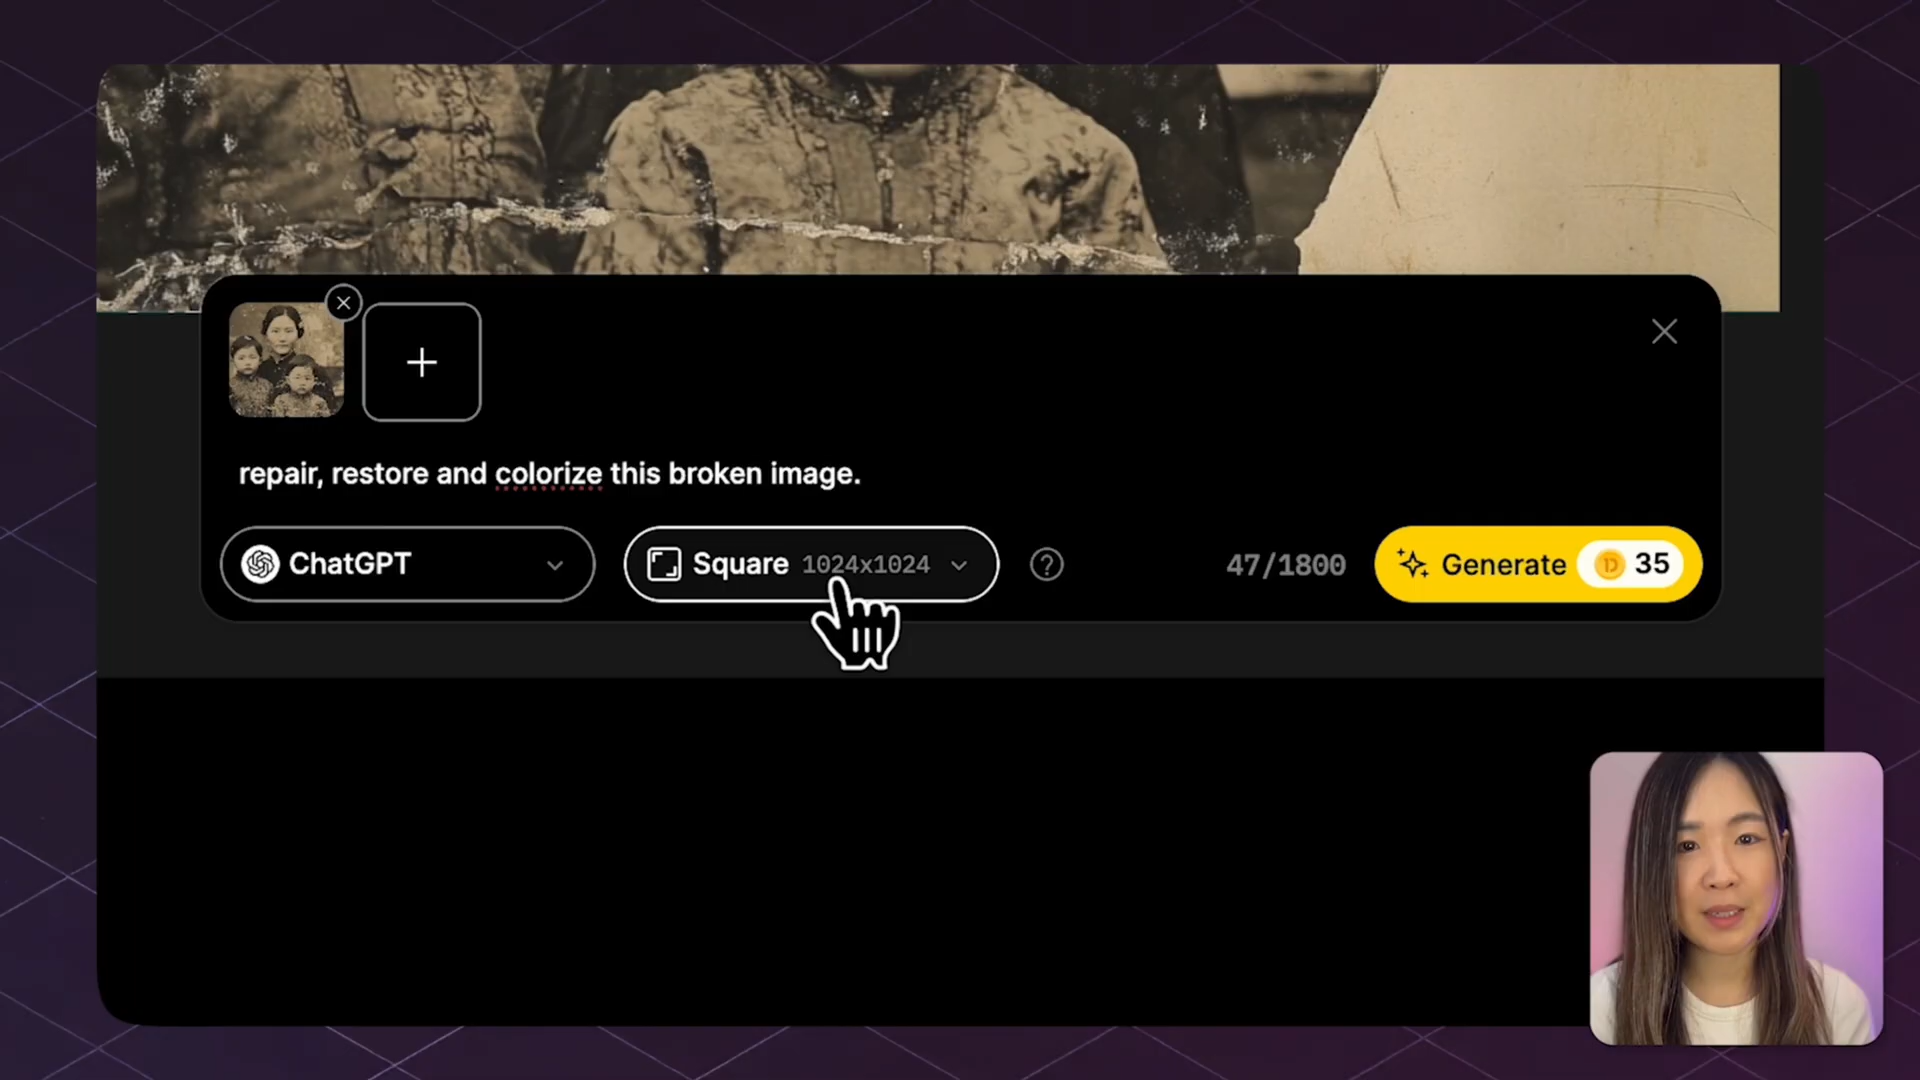 repair, restore and colorize this broken image.
ChatGPT Square 1024x1024 47/1800 Generate 35